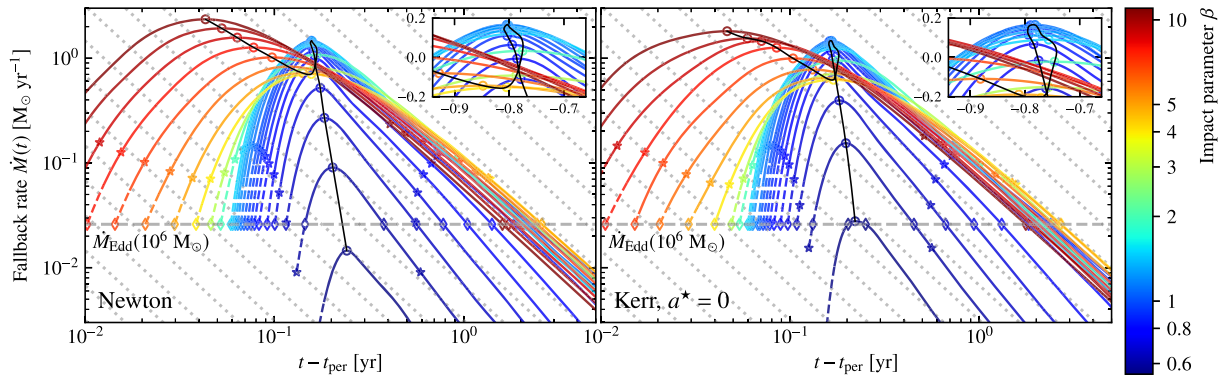 Fallback rate Ṁ(t) [M⊙ yr⁻¹]
10⁰
10⁻¹
10⁻²
0.2
0.0
−0.2
−0.9 −0.8 −0.7
Ṁ_Edd(10⁶ M⊙)
Newton
10⁻² 10⁻¹ 10⁰
t − t_per [yr]
0.2
0.0
−0.2
−0.9 −0.8 −0.7
Ṁ_Edd(10⁶ M⊙)
Kerr, a⋆ = 0
10⁻² 10⁻¹ 10⁰
t − t_per [yr]
10
5
4
3
2
1
0.8
0.6
Impact parameter β